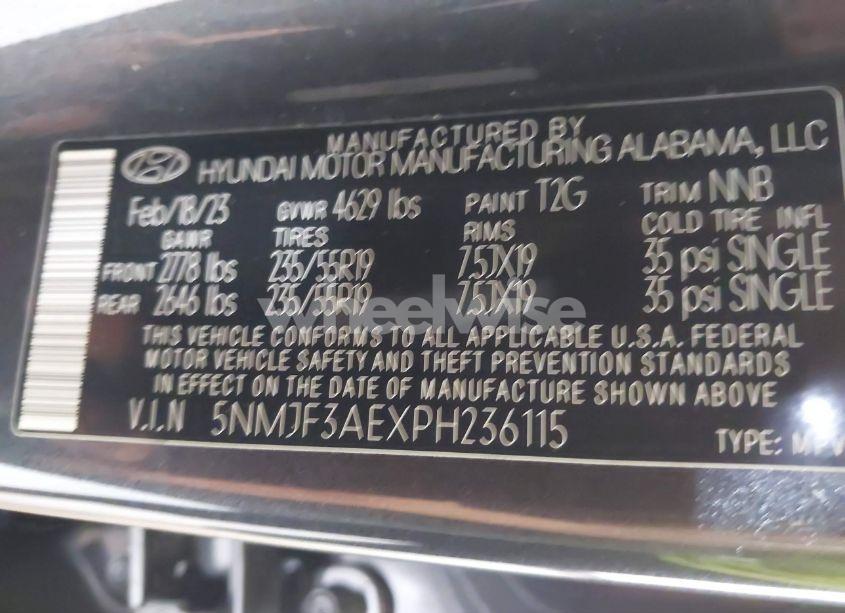 MANUFACTURED BY
HYUNDAI MOTOR MANUFACTURING ALABAMA, LLC
Feb/18/23 GVWR 4629 lbs PAINT T2G TRIM NNB
GAWR TIRES RIMS COLD TIRE INFL
FRONT 2778 lbs 235/55R19 7.5JX19 35 psi SINGLE
REAR 2646 lbs 235/55R19 7.5JX19 35 psi SINGLE
wheelwise
THIS VEHICLE CONFORMS TO ALL APPLICABLE U.S.A. FEDERAL
MOTOR VEHICLE SAFETY AND THEFT PREVENTION STANDARDS
IN EFFECT ON THE DATE OF MANUFACTURE SHOWN ABOVE
V.I.N 5NMJF3AEXPH236115 TYPE: MPV